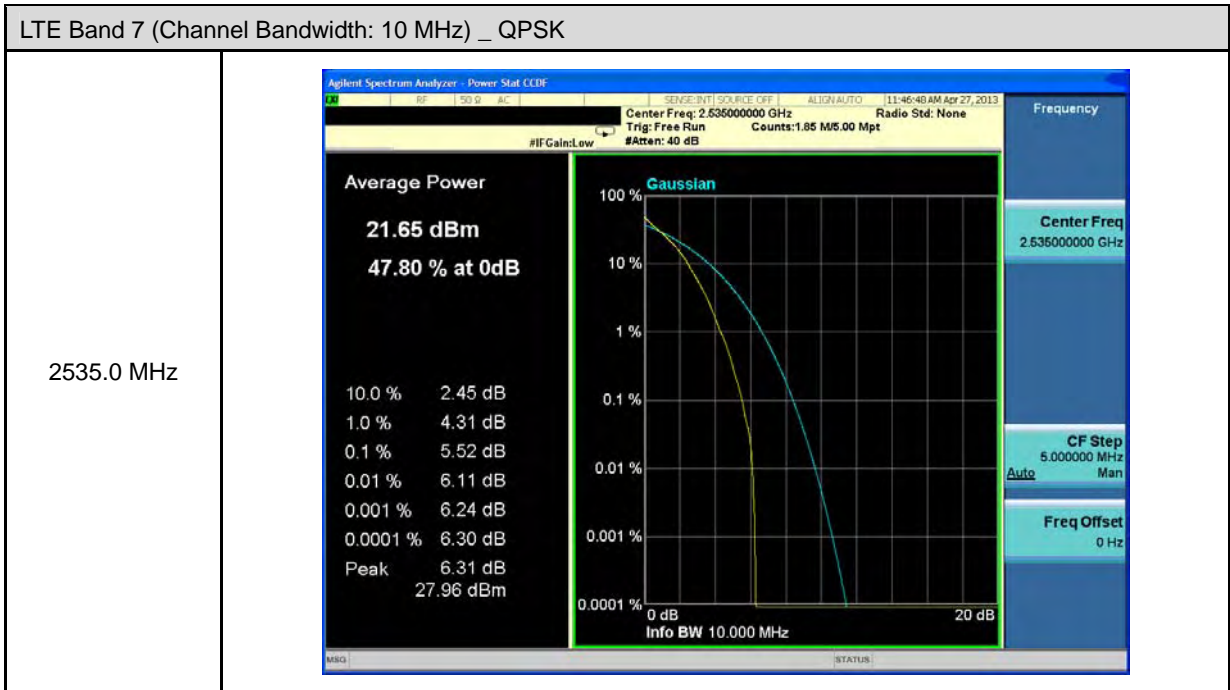 LTE Band 7 (Channel Bandwidth: 10 MHz) _ QPSK
2535.0 MHz
Agilent Spectrum Analyzer - Power Stat CCDF
RF 50 Ω AC SENSE:INT SOURCE OFF ALIGN AUTO 11:46:48 AM Apr 27, 2013
Center Freq: 2.535000000 GHz Radio Std: None
Trig: Free Run Counts:1.85 M/5.00 Mpt
#IFGain:Low #Atten: 40 dB
Frequency
Average Power
21.65 dBm
47.80 % at 0dB
10.0 % 2.45 dB
1.0 % 4.31 dB
0.1 % 5.52 dB
0.01 % 6.11 dB
0.001 % 6.24 dB
0.0001 % 6.30 dB
Peak 6.31 dB
27.96 dBm
Gaussian
100 %
10 %
1 %
0.1 %
0.01 %
0.001 %
0.0001 %
0 dB 20 dB
Info BW 10.000 MHz
Center Freq
2.535000000 GHz
CF Step
5.000000 MHz
Auto Man
Freq Offset
0 Hz
MSG STATUS